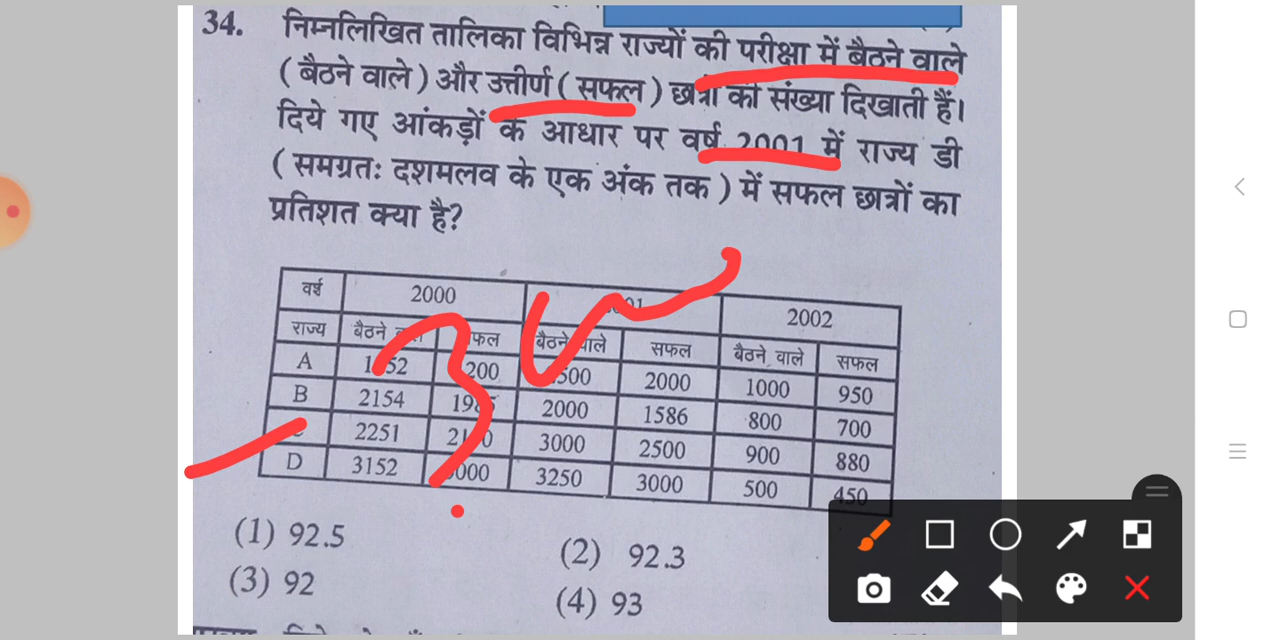 34. निम्नलिखित तालिका विभिन्न राज्यों की परीक्षा में बैठने वाले
( बैठने वाले ) और उत्तीर्ण ( सफल ) छात्रों की संख्या दिखाती हैं।
दिये गए आंकड़ों के आधार पर वर्ष 2001 में राज्य डी
( समग्रतः दशमलव के एक अंक तक ) में सफल छात्रों का
प्रतिशत क्या है?
वर्ष 2000 2002
राज्य बैठने सफल बैठने वाले सफल बैठने वाले सफल
A 2000 1000 950
B 2154 2000 1586 800 700
2251 3000 2500 900 880
D 3152 3250 3000 500 450
(1) 92.5 (2) 92.3
(3) 92 (4) 93